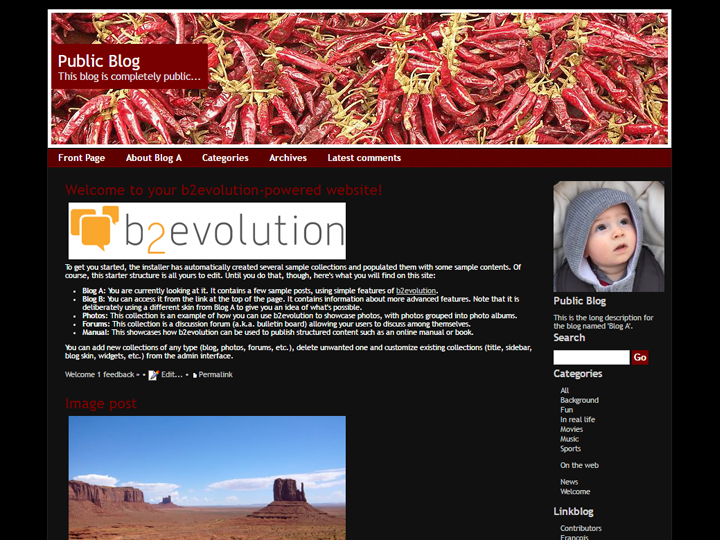 Public Blog
This blog is completely public...
Front Page About Blog A Categories Archives Latest comments
Welcome to your b2evolution-powered website!
b2evolution
To get you started, the installer has automatically created several sample collections and populated them with some sample contents. Of
course, this starter structure is all yours to edit. Until you do that, though, here's what you will find on this site:
• Blog A: You are currently looking at it. It contains a few sample posts, using simple features of b2evolution.
• Blog B: You can access it from the link at the top of the page. It contains information about more advanced features. Note that it is
deliberately using a different skin from Blog A to give you an idea of what's possible.
• Photos: This collection is an example of how you can use b2evolution to showcase photos, with photos grouped into photo albums.
• Forums: This collection is a discussion forum (a.k.a. bulletin board) allowing your users to discuss among themselves.
• Manual: This showcases how b2evolution can be used to publish structured content such as an online manual or book.
You can add new collections of any type (blog, photos, forums, etc.), delete unwanted one and customize existing collections (title, sidebar,
blog skin, widgets, etc.) from the admin interface.
Welcome 1 feedback » • Edit... • Permalink
Image post
Public Blog
This is the long description for
the blog named 'Blog A'.
Search
Go
Categories
All
Background
Fun
In real life
Movies
Music
Sports
On the web
News
Welcome
Linkblog
Contributors
François